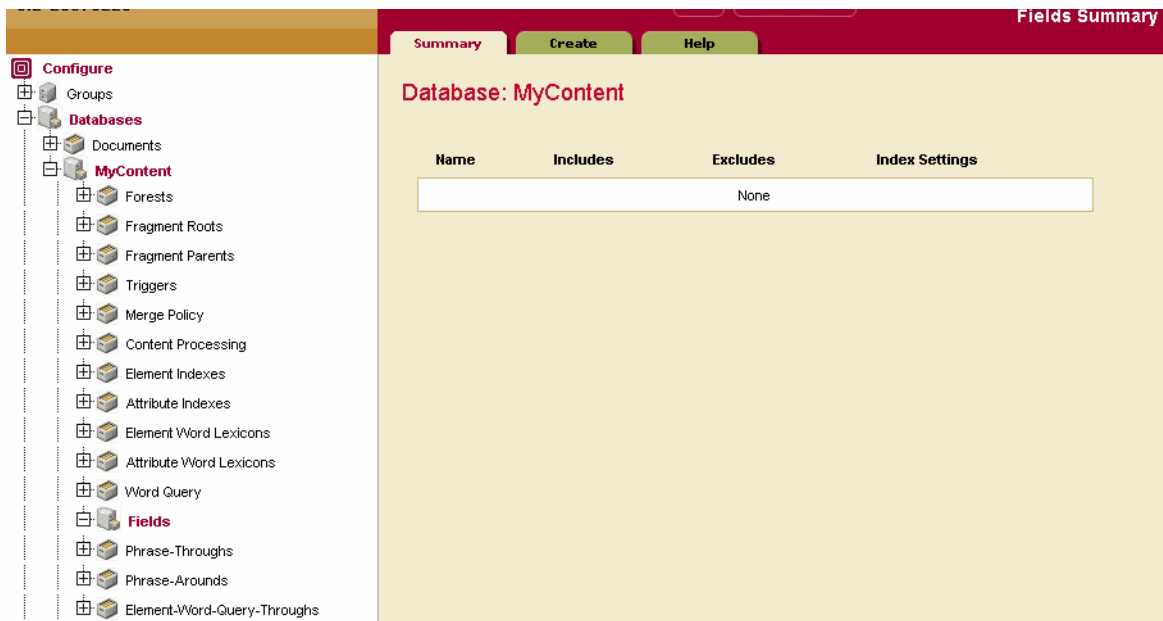 Fields Summary
Summary Create Help
Configure
Groups
Databases
Documents
MyContent
Forests
Fragment Roots
Fragment Parents
Triggers
Merge Policy
Content Processing
Element Indexes
Attribute Indexes
Element Word Lexicons
Attribute Word Lexicons
Word Query
Fields
Phrase-Throughs
Phrase-Arounds
Element-Word-Query-Throughs
Database: MyContent
Name Includes Excludes Index Settings
None